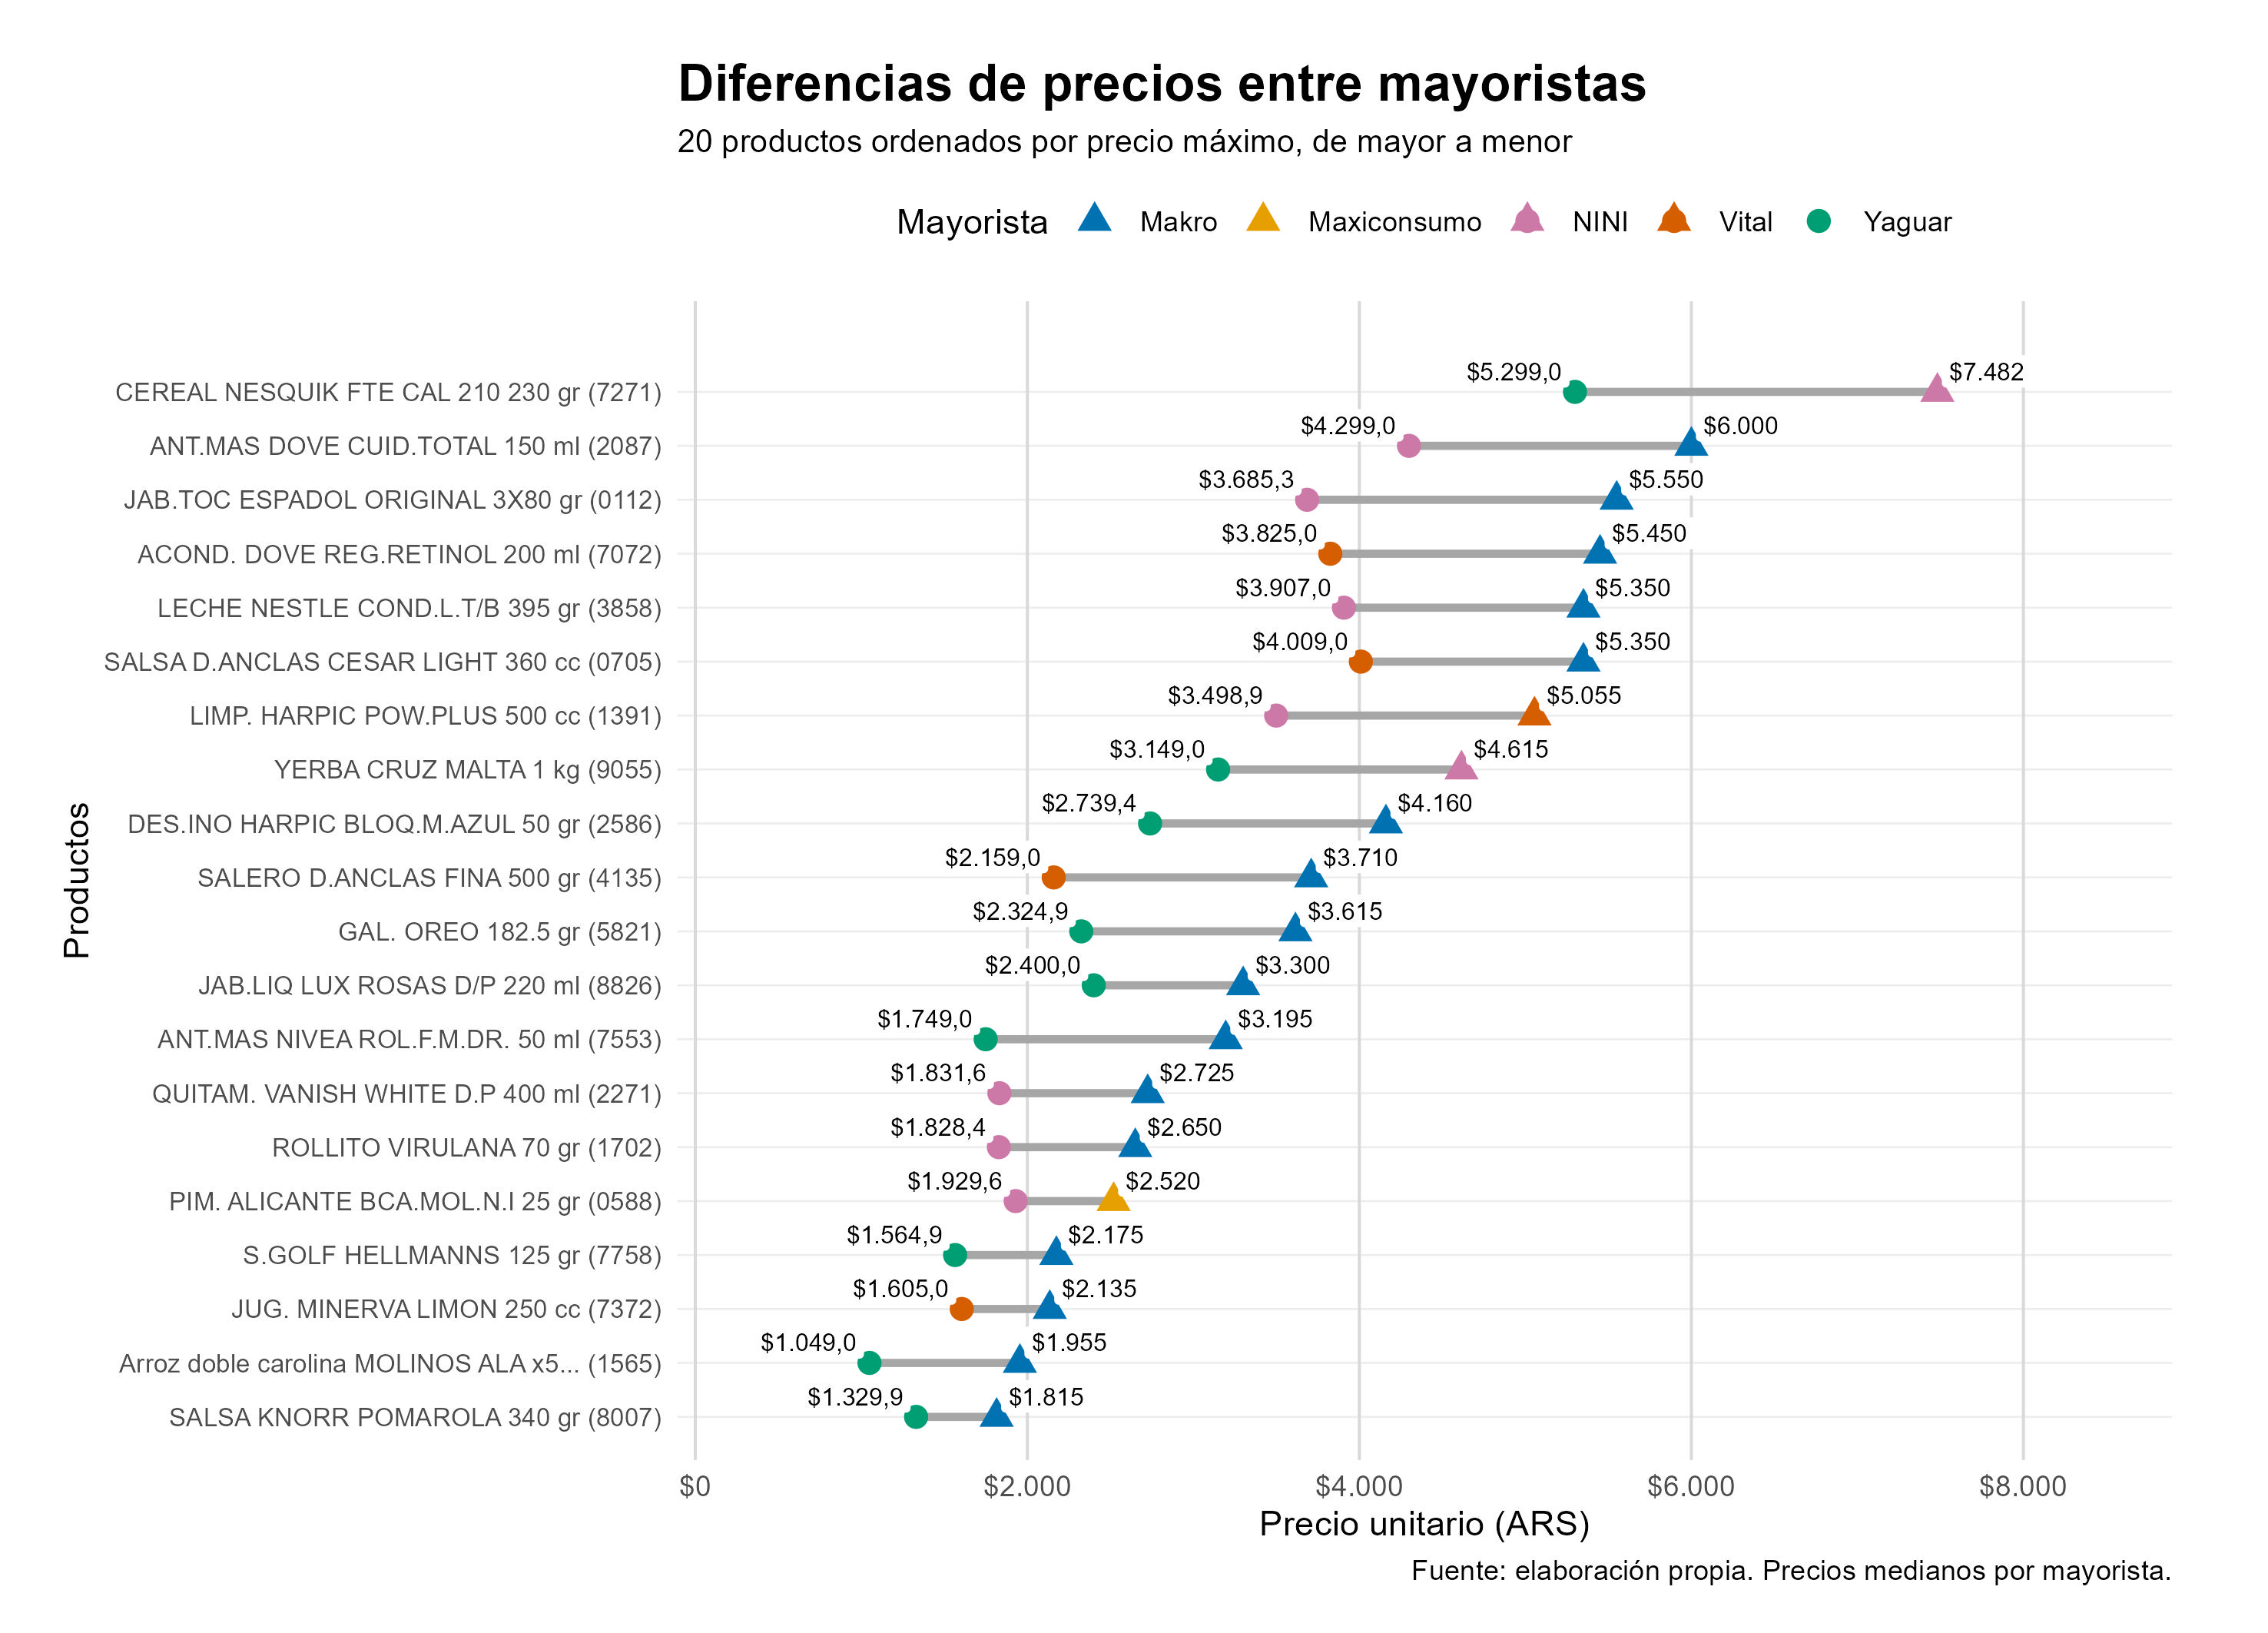 Diferencias de precios entre mayoristas
20 productos ordenados por precio máximo, de mayor a menor
Mayorista Makro Maxiconsumo NINI Vital Yaguar
Productos
CEREAL NESQUIK FTE CAL 210 230 gr (7271) $5.299,0 $7.482
ANT.MAS DOVE CUID.TOTAL 150 ml (2087) $4.299,0 $6.000
JAB.TOC ESPADOL ORIGINAL 3X80 gr (0112) $3.685,3 $5.550
ACOND. DOVE REG.RETINOL 200 ml (7072) $3.825,0 $5.450
LECHE NESTLE COND.L.T/B 395 gr (3858) $3.907,0 $5.350
SALSA D.ANCLAS CESAR LIGHT 360 cc (0705) $4.009,0 $5.350
LIMP. HARPIC POW.PLUS 500 cc (1391) $3.498,9 $5.055
YERBA CRUZ MALTA 1 kg (9055) $3.149,0 $4.615
DES.INO HARPIC BLOQ.M.AZUL 50 gr (2586) $2.739,4 $4.160
SALERO D.ANCLAS FINA 500 gr (4135) $2.159,0 $3.710
GAL. OREO 182.5 gr (5821) $2.324,9 $3.615
JAB.LIQ LUX ROSAS D/P 220 ml (8826) $2.400,0 $3.300
ANT.MAS NIVEA ROL.F.M.DR. 50 ml (7553) $1.749,0 $3.195
QUITAM. VANISH WHITE D.P 400 ml (2271) $1.831,6 $2.725
ROLLITO VIRULANA 70 gr (1702) $1.828,4 $2.650
PIM. ALICANTE BCA.MOL.N.I 25 gr (0588) $1.929,6 $2.520
S.GOLF HELLMANNS 125 gr (7758) $1.564,9 $2.175
JUG. MINERVA LIMON 250 cc (7372) $1.605,0 $2.135
Arroz doble carolina MOLINOS ALA x5... (1565) $1.049,0 $1.955
SALSA KNORR POMAROLA 340 gr (8007) $1.329,9 $1.815
$0 $2.000 $4.000 $6.000 $8.000
Precio unitario (ARS)
Fuente: elaboración propia. Precios medianos por mayorista.